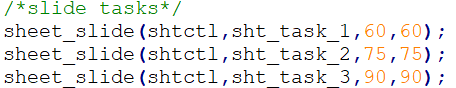 /*slide tasks*/
sheet_slide(shtctl,sht_task_1,60,60);
sheet_slide(shtctl,sht_task_2,75,75);
sheet_slide(shtctl,sht_task_3,90,90);